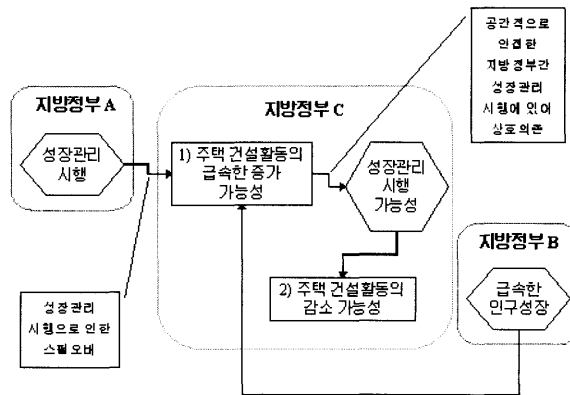 공간적으로
인접한
지방정부간
성장관리
시행에 있어
상호의존
지방정부 A
성장관리
시행
지방정부 C
1) 주택 건설활동의
급속한 증가
가능성
성장관리
시행
가능성
2) 주택 건설활동의
감소 가능성
지방정부 B
급속한
인구성장
성장관리
시행으로 인한
스필오버